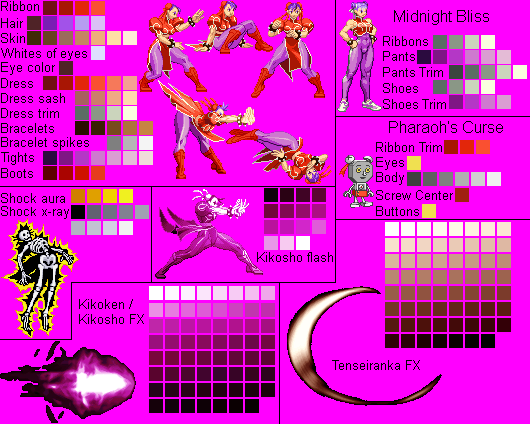 Ribbon
Hair
Skin
Whites of eyes
Eye color
Dress
Dress sash
Dress trim
Bracelets
Bracelet spikes
Tights
Boots
Midnight Bliss
Ribbons
Pants
Pants Trim
Shoes
Shoes Trim
Pharaoh's Curse
Ribbon Trim
Eyes
Body
Screw Center
Buttons
Shock aura
Shock x-ray
Kikosho flash
Kikoken /
Kikosho FX
Tenseiranka FX